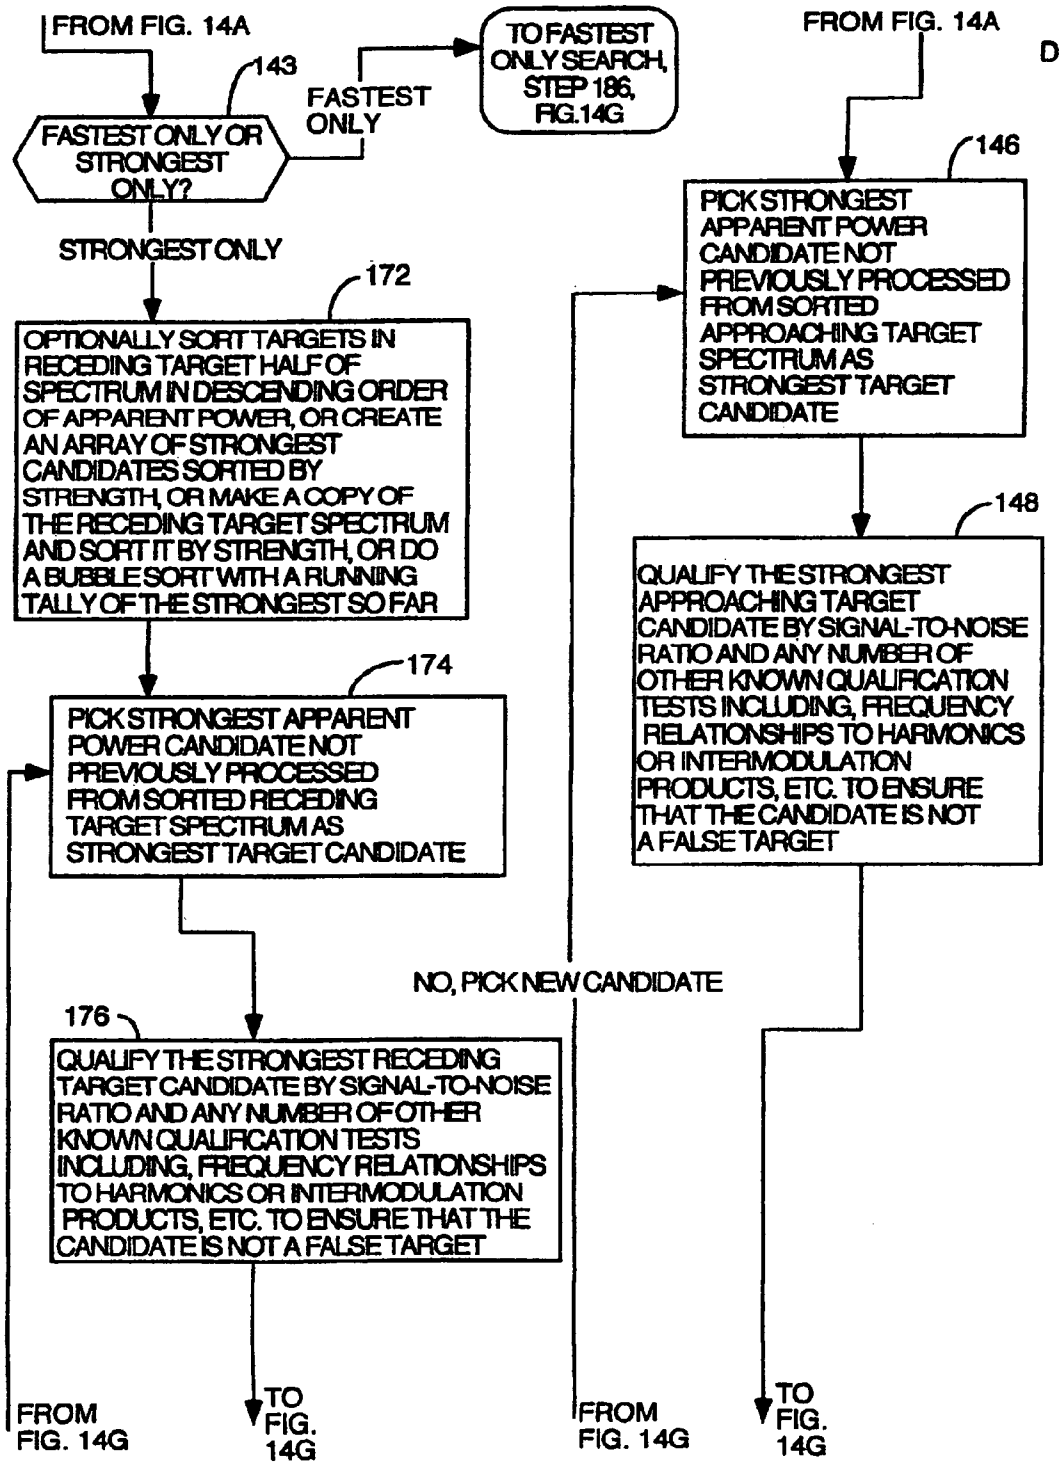 FROM FIG. 14A
143
FASTEST ONLY OR
STRONGEST
ONLY?
FASTEST
ONLY
TO FASTEST
ONLY SEARCH,
STEP 186,
FIG.14G
STRONGEST ONLY
172
OPTIONALLY SORT TARGETS IN
RECEDING TARGET HALF OF
SPECTRUM IN DESCENDING ORDER
OF APPARENT POWER, OR CREATE
AN ARRAY OF STRONGEST
CANDIDATES SORTED BY
STRENGTH, OR MAKE A COPY OF
THE RECEDING TARGET SPECTRUM
AND SORT IT BY STRENGTH, OR DO
A BUBBLE SORT WITH A RUNNING
TALLY OF THE STRONGEST SO FAR
174
PICK STRONGEST APPARENT
POWER CANDIDATE NOT
PREVIOUSLY PROCESSED
FROM SORTED RECEDING
TARGET SPECTRUM AS
STRONGEST TARGET CANDIDATE
176
QUALIFY THE STRONGEST RECEDING
TARGET CANDIDATE BY SIGNAL-TO-NOISE
RATIO AND ANY NUMBER OF OTHER
KNOWN QUALIFICATION TESTS
INCLUDING, FREQUENCY RELATIONSHIPS
TO HARMONICS OR INTERMODULATION
PRODUCTS, ETC. TO ENSURE THAT THE
CANDIDATE IS NOT A FALSE TARGET
FROM
FIG. 14G
TO
FIG.
14G
FROM FIG. 14A
D
146
PICK STRONGEST
APPARENT POWER
CANDIDATE NOT
PREVIOUSLY PROCESSED
FROM SORTED
APPROACHING TARGET
SPECTRUM AS
STRONGEST TARGET
CANDIDATE
148
QUALIFY THE STRONGEST
APPROACHING TARGET
CANDIDATE BY SIGNAL-TO-NOISE
RATIO AND ANY NUMBER OF
OTHER KNOWN QUALIFICATION
TESTS INCLUDING, FREQUENCY
RELATIONSHIPS TO HARMONICS
OR INTERMODULATION
PRODUCTS, ETC. TO ENSURE
THAT THE CANDIDATE IS NOT
A FALSE TARGET
NO, PICK NEW CANDIDATE
FROM
FIG. 14G
TO
FIG.
14G